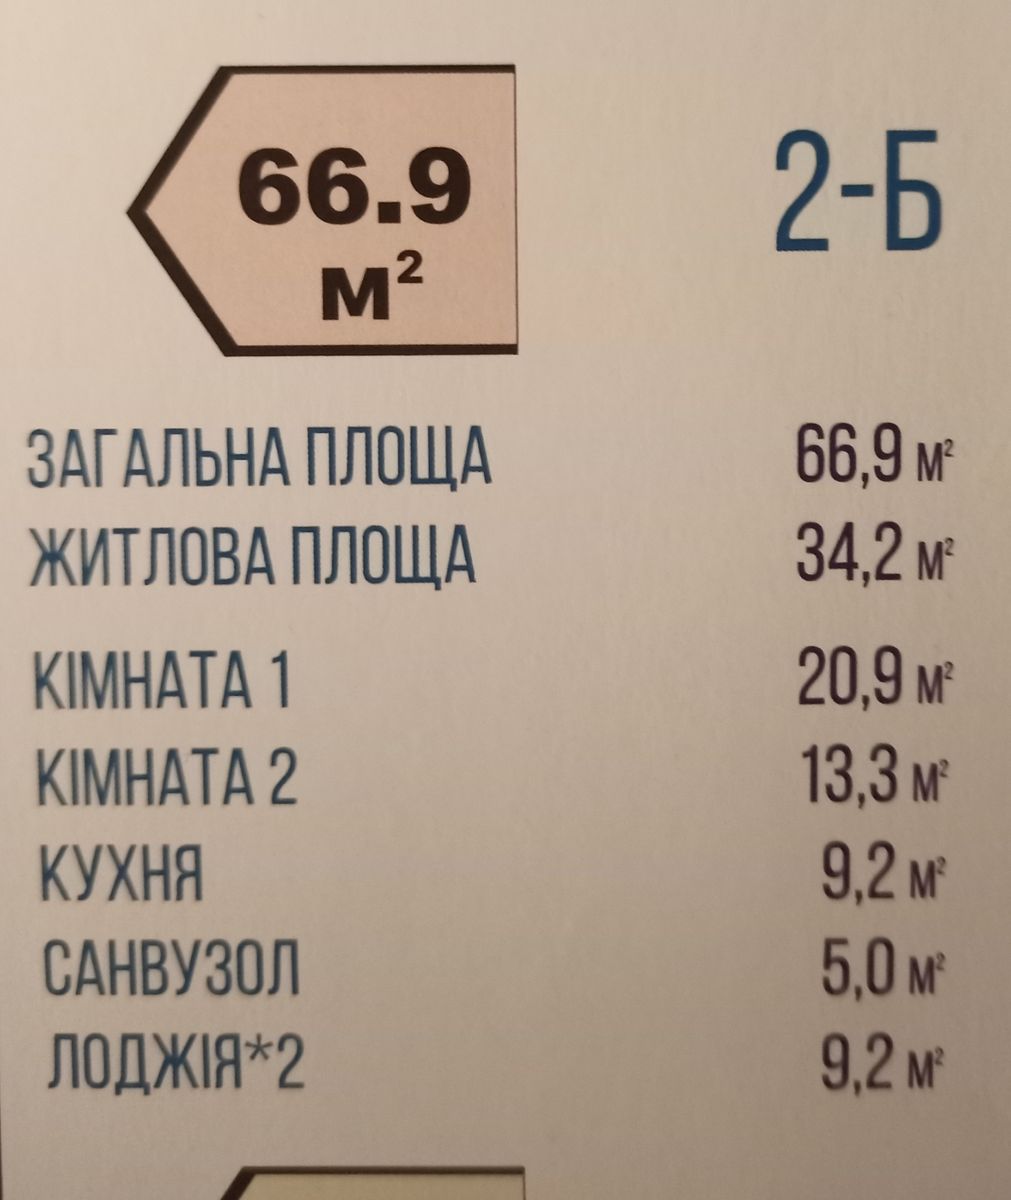 66.9
м²
2-Б
ЗАГАЛЬНА ПЛОЩА 66,9 м²
ЖИТЛОВА ПЛОЩА 34,2 м²
КІМНАТА 1 20,9 м²
КІМНАТА 2 13,3 м²
КУХНЯ 9,2 м²
САНВУЗОЛ 5,0 м²
ЛОДЖІЯ*2 9,2 м²